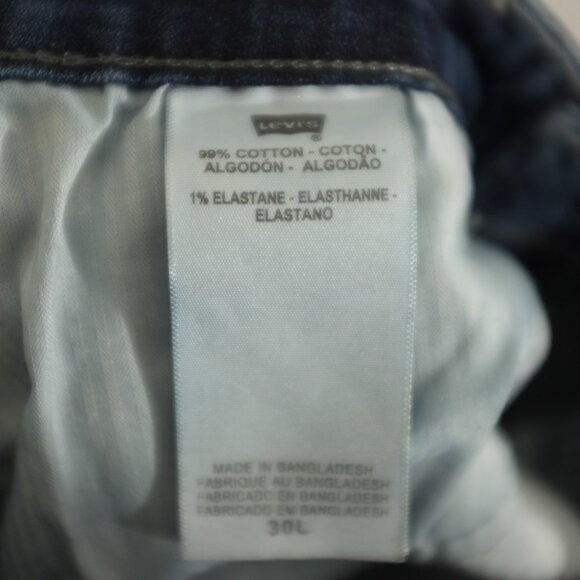 Levi's
®
99% COTTON - COTON -
ALGODÓN - ALGODÃO
1% ELASTANE - ELASTHANNE -
ELASTANO
MADE IN BANGLADESH
FABRIQUE AU BANGLADESH
FABRICADO EN BANGLADESH
FABRICADO EM BANGLADESH
30L